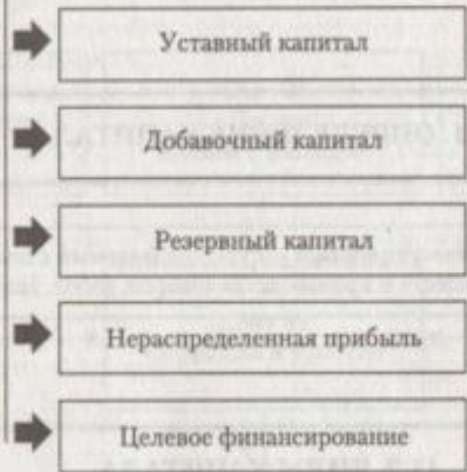 Уставный капитал
Добавочный капитал
Резервный капитал
Нераспределенная прибыль
Целевое финансирование